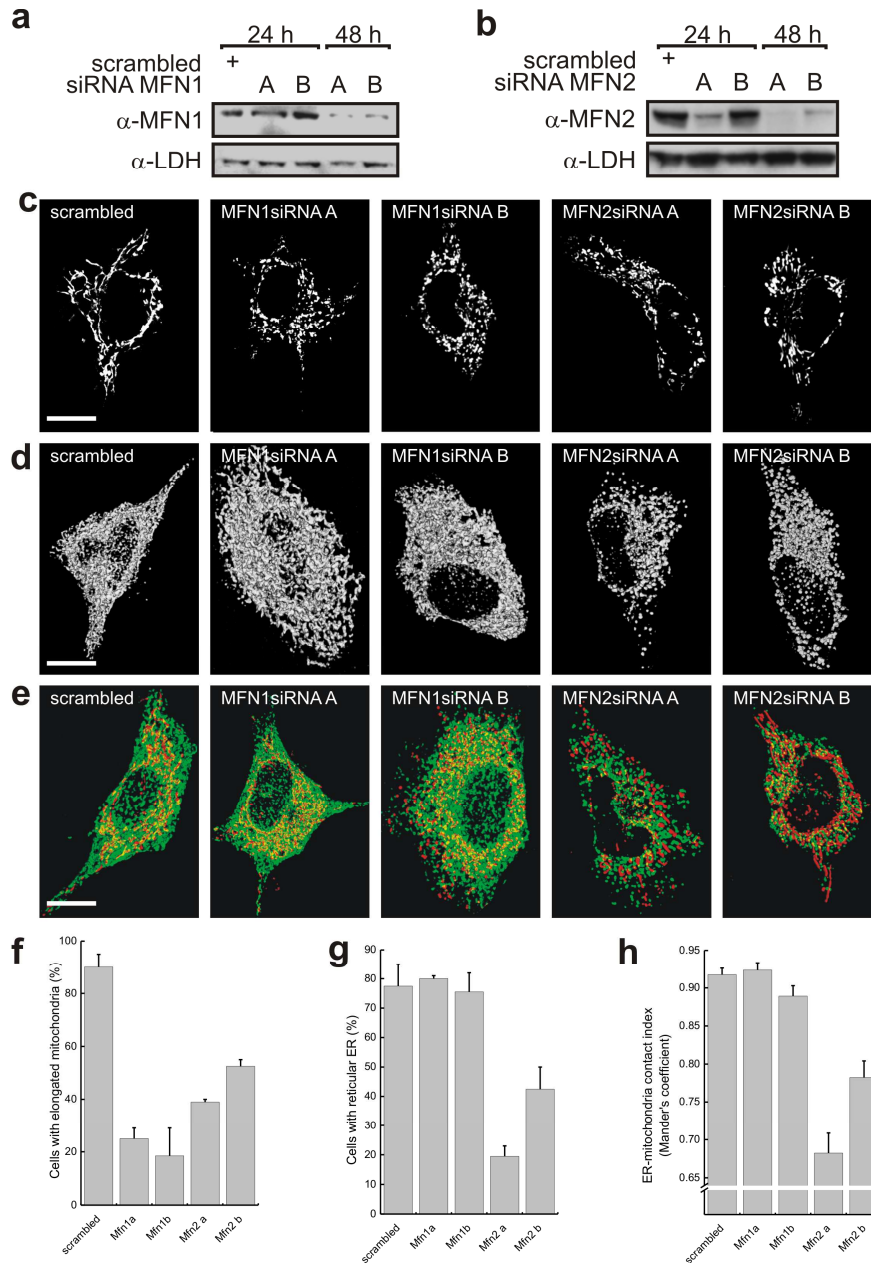 a
24 h 48 h
scrambled +
siRNA MFN1 A B A B
α-MFN1
α-LDH
b
24 h 48 h
scrambled +
siRNA MFN2 A B A B
α-MFN2
α-LDH
c
scrambled MFN1siRNA A MFN1siRNA B MFN2siRNA A MFN2siRNA B
d
scrambled MFN1siRNA A MFN1siRNA B MFN2siRNA A MFN2siRNA B
e
scrambled MFN1siRNA A MFN1siRNA B MFN2siRNA A MFN2siRNA B
f
Cells with elongated mitochondria (%)
100
80
60
40
20
0
scrambled Mfn1a Mfn1b Mfn2 a Mfn2 b
g
Cells with reticular ER (%)
90
80
70
60
50
40
30
20
10
0
scrambled Mfn1a Mfn1b Mfn2 a Mfn2 b
h
ER-mitochondria contact index
(Mander's coefficient)
0.95
0.90
0.85
0.80
0.75
0.70
0.65
scrambled Mfn1a Mfn1b Mfn2 a Mfn2 b